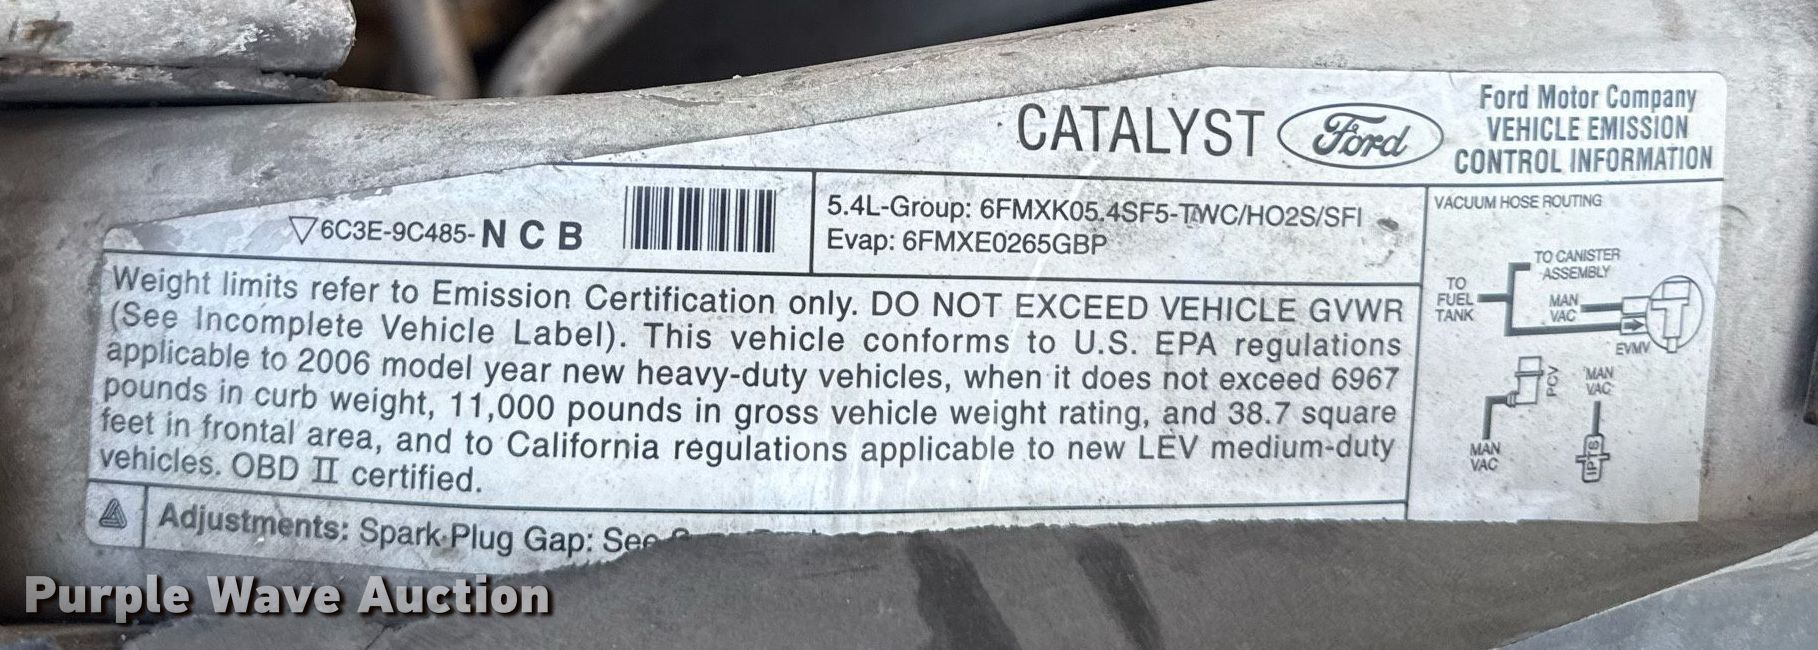 CATALYST
Ford
Ford Motor Company
VEHICLE EMISSION
CONTROL INFORMATION
6C3E-9C485-NCB
5.4L-Group: 6FMXK05.4SF5-TWC/HO2S/SFI
Evap: 6FMXE0265GBP
Weight limits refer to Emission Certification only. DO NOT EXCEED VEHICLE GVWR
(See Incomplete Vehicle Label). This vehicle conforms to U.S. EPA regulations
applicable to 2006 model year new heavy-duty vehicles, when it does not exceed 6967
pounds in curb weight, 11,000 pounds in gross vehicle weight rating, and 38.7 square
feet in frontal area, and to California regulations applicable to new LEV medium-duty
vehicles. OBD II certified.
Adjustments: Spark Plug Gap: See
VACUUM HOSE ROUTING
TO CANISTER
ASSEMBLY
TO
FUEL
TANK
MAN
VAC
EVMV
PCV
MAN
VAC
MAN
VAC
IPTS
Purple Wave Auction